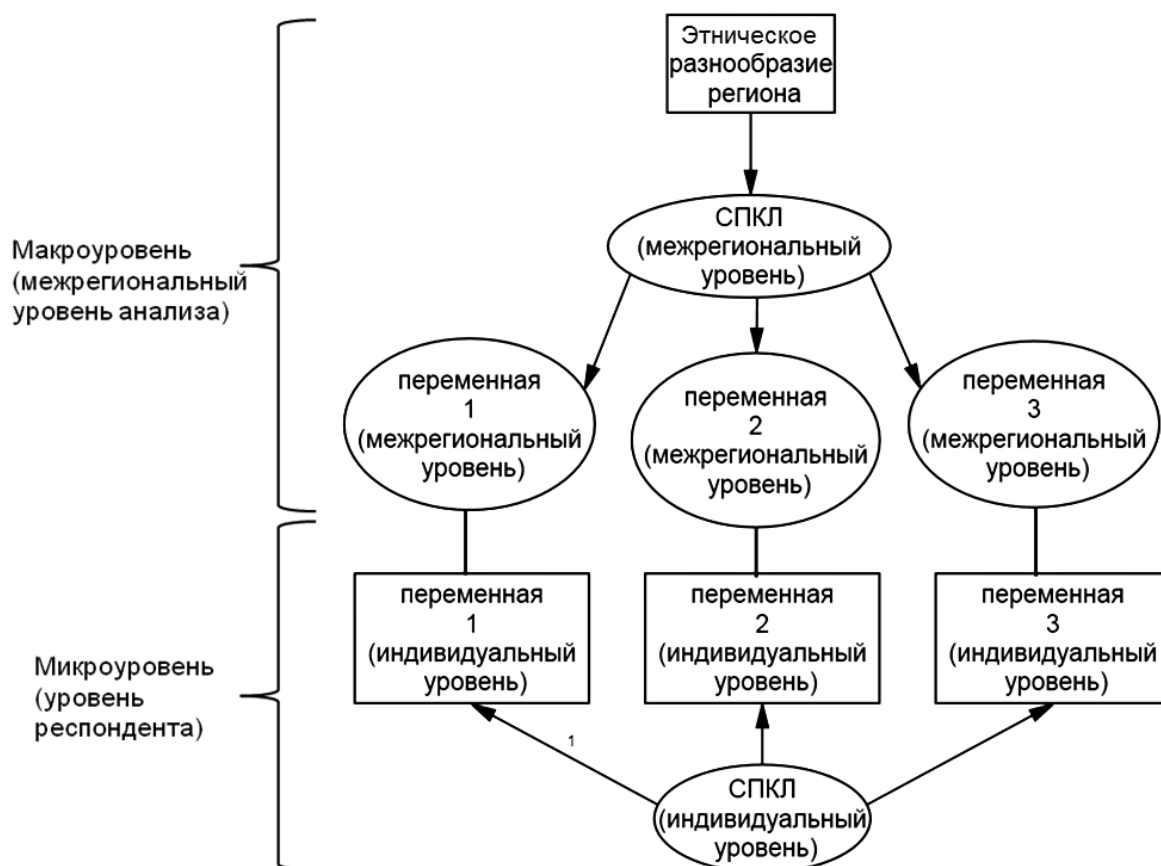 Этническое
разнообразие
региона
СПКЛ
(межрегиональный
уровень)
Макроуровень
(межрегиональный
уровень анализа)
переменная
1
(межрегиональный
уровень)
переменная
2
(межрегиональный
уровень)
переменная
3
(межрегиональный
уровень)
переменная
1
(индивидуальный
уровень)
переменная
2
(индивидуальный
уровень)
переменная
3
(индивидуальный
уровень)
Микроуровень
(уровень
респондента)
1
СПКЛ
(индивидуальный
уровень)